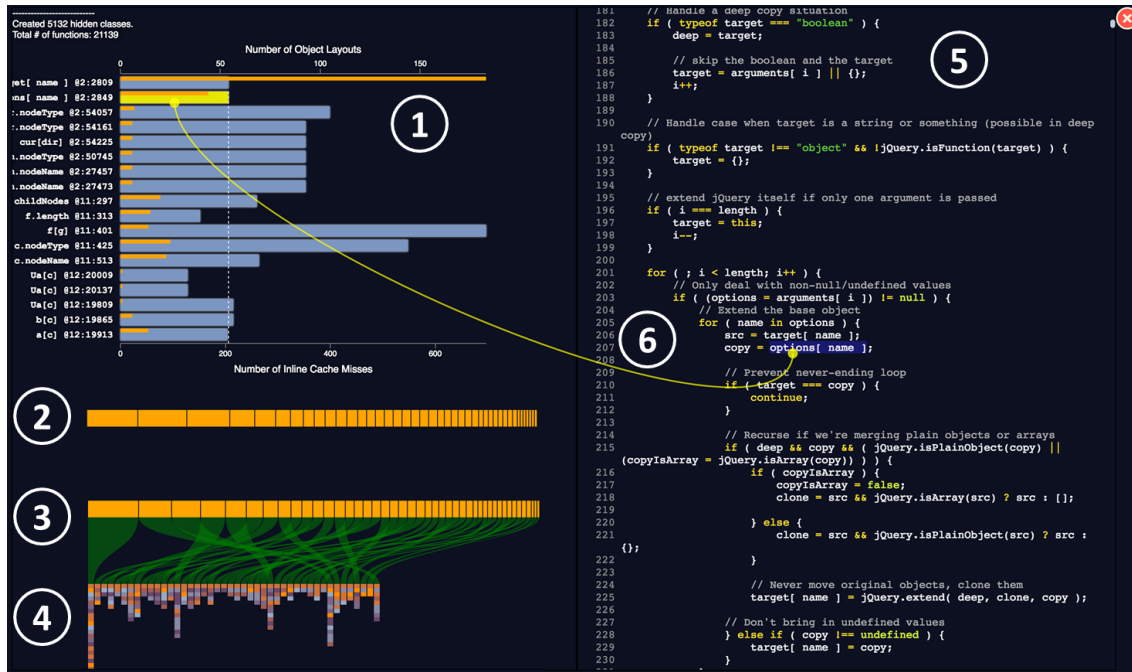 Created 5132 hidden classes.
Total # of functions: 21139
Number of Object Layouts
0 50 100 150
get[ name ] @2:2809
ons[ name ] @2:2849
.nodeType @2:54057
.nodeType @2:54161
cur[dir] @2:54225
.nodeType @2:50745
.nodeName @2:27457
.nodeName @2:27473
childNodes @11:297
f.length @11:313
f[g] @11:401
c.nodeType @11:425
c.nodeName @11:513
Ua[c] @12:20009
Ua[c] @12:20137
Ua[c] @12:19809
b[c] @12:19865
a[c] @12:19913
0 200 400 600
Number of Inline Cache Misses
1
2
3
4
5
6
181 // Handle a deep copy situation
182 if ( typeof target === "boolean" ) {
183 deep = target;
184
185 // skip the boolean and the target
186 target = arguments[ i ] || {};
187 i++;
188 }
189
190 // Handle case when target is a string or something (possible in deep
copy)
191 if ( typeof target !== "object" && !jQuery.isFunction(target) ) {
192 target = {};
193 }
194
195 // extend jQuery itself if only one argument is passed
196 if ( i === length ) {
197 target = this;
198 i--;
199 }
200
201 for ( ; i < length; i++ ) {
202 // Only deal with non-null/undefined values
203 if ( (options = arguments[ i ]) != null ) {
204 // Extend the base object
205 for ( name in options ) {
206 src = target[ name ];
207 copy = options[ name ];
208
209 // Prevent never-ending loop
210 if ( target === copy ) {
211 continue;
212 }
213
214 // Recurse if we're merging plain objects or arrays
215 if ( deep && copy && ( jQuery.isPlainObject(copy) ||
(copyIsArray = jQuery.isArray(copy)) ) ) {
216 if ( copyIsArray ) {
217 copyIsArray = false;
218 clone = src && jQuery.isArray(src) ? src : [];
219
220 } else {
221 clone = src && jQuery.isPlainObject(src) ? src :
{};
222 }
223
224 // Never move original objects, clone them
225 target[ name ] = jQuery.extend( deep, clone, copy );
226
227 // Don't bring in undefined values
228 } else if ( copy !== undefined ) {
229 target[ name ] = copy;
230 }